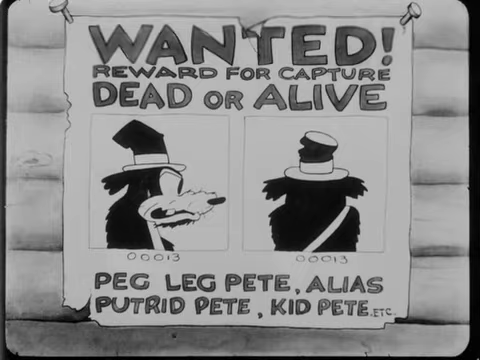 WANTED!
REWARD FOR CAPTURE
DEAD OR ALIVE
00013 00013
PEG LEG PETE, ALIAS
PUTRID PETE, KID PETE, ETC.